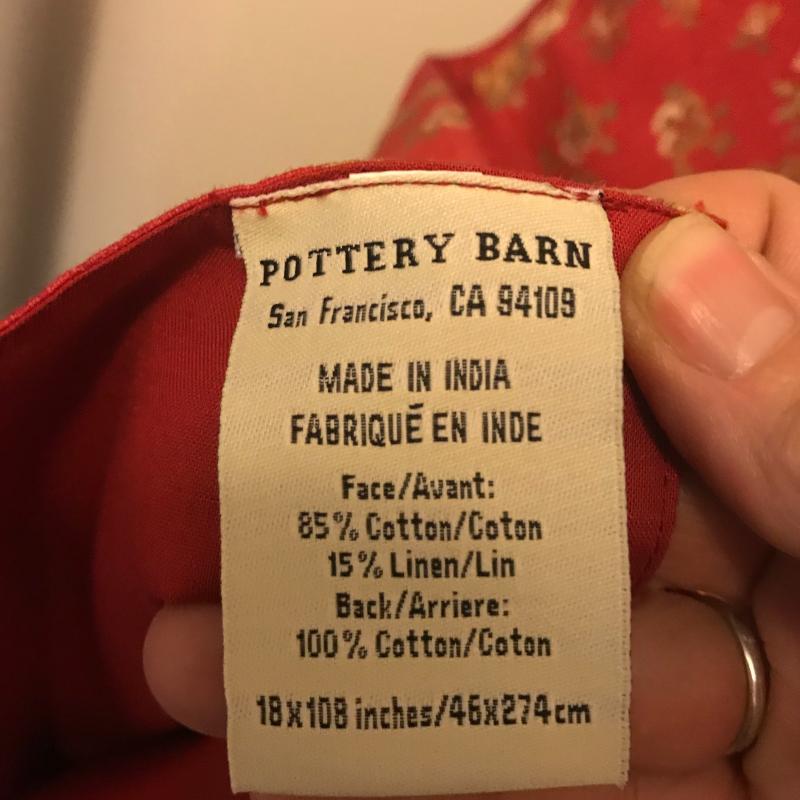 POTTERY BARN
San Francisco, CA 94109
MADE IN INDIA
FABRIQUÉ EN INDE
Face/Avant:
85% Cotton/Coton
15% Linen/Lin
Back/Arriere:
100% Cotton/Coton
18x108 inches/46x274cm